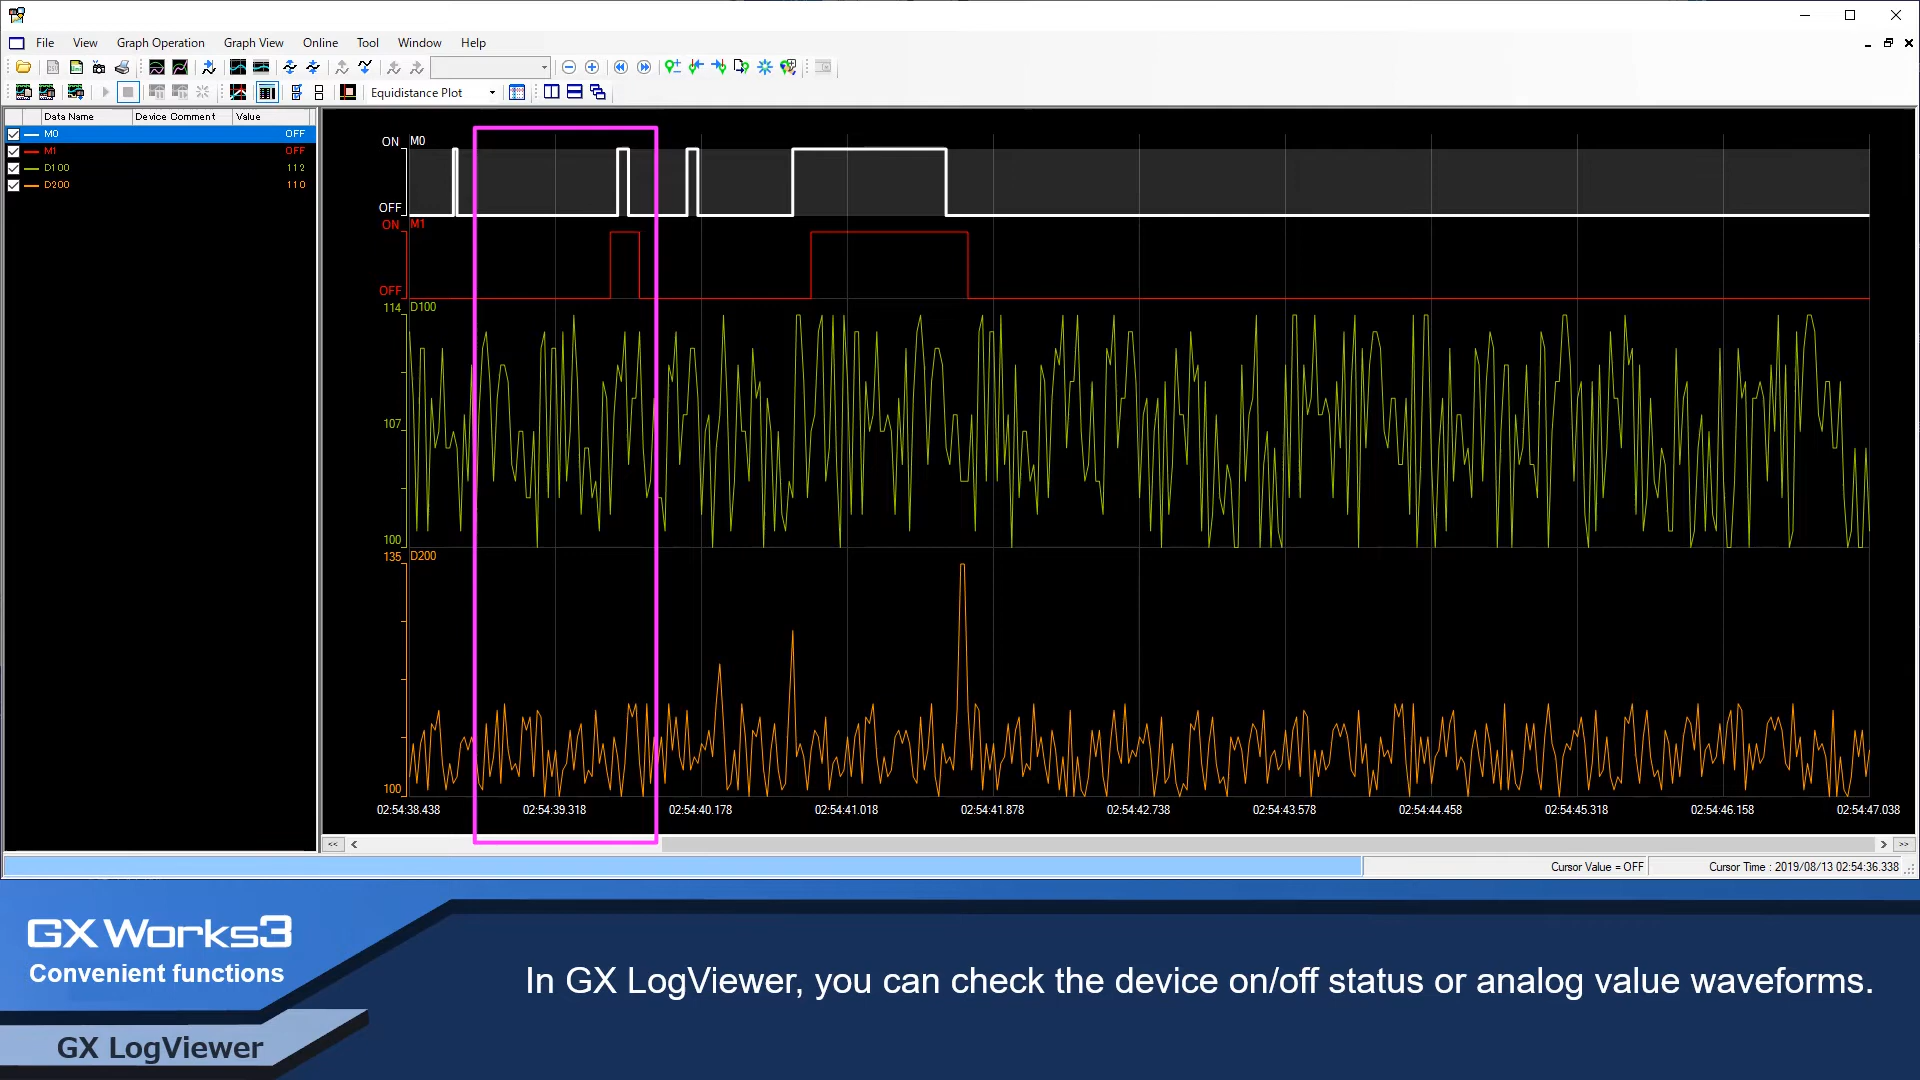 File View Graph Operation Graph View Online Tool Window Help
Equidistance Plot
Data Name Device Comment Value
M0 OFF
M1 OFF
D100 112
D200 110
ON M0
OFF
ON M1
OFF
114 D100
107
100
135 D200
100
02:54:38.438 02:54:39.318 02:54:40.178 02:54:41.018 02:54:41.878 02:54:42.738 02:54:43.578 02:54:44.458 02:54:45.318 02:54:46.158 02:54:47.038
<< >>
Cursor Value = OFF Cursor Time : 2019/08/13 02:54:36.338
GX Works3
Convenient functions
In GX LogViewer, you can check the device on/off status or analog value waveforms.
GX LogViewer